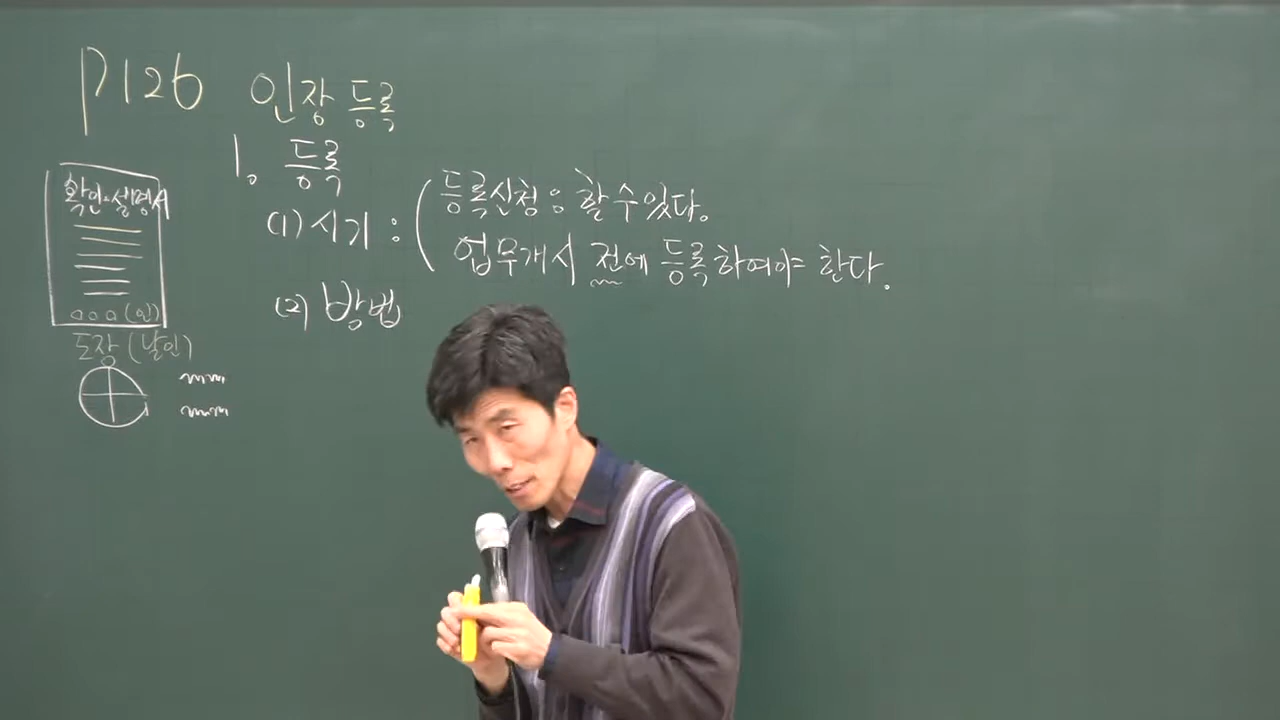 P126 인장 등록
1. 등록
(1) 시기 : 등록신청 : 할 수 있다.
업무개시 전에 등록하여야 한다.
(2) 방법
확인·설명서
ㅇㅇㅇ(인)
도장 (날인)